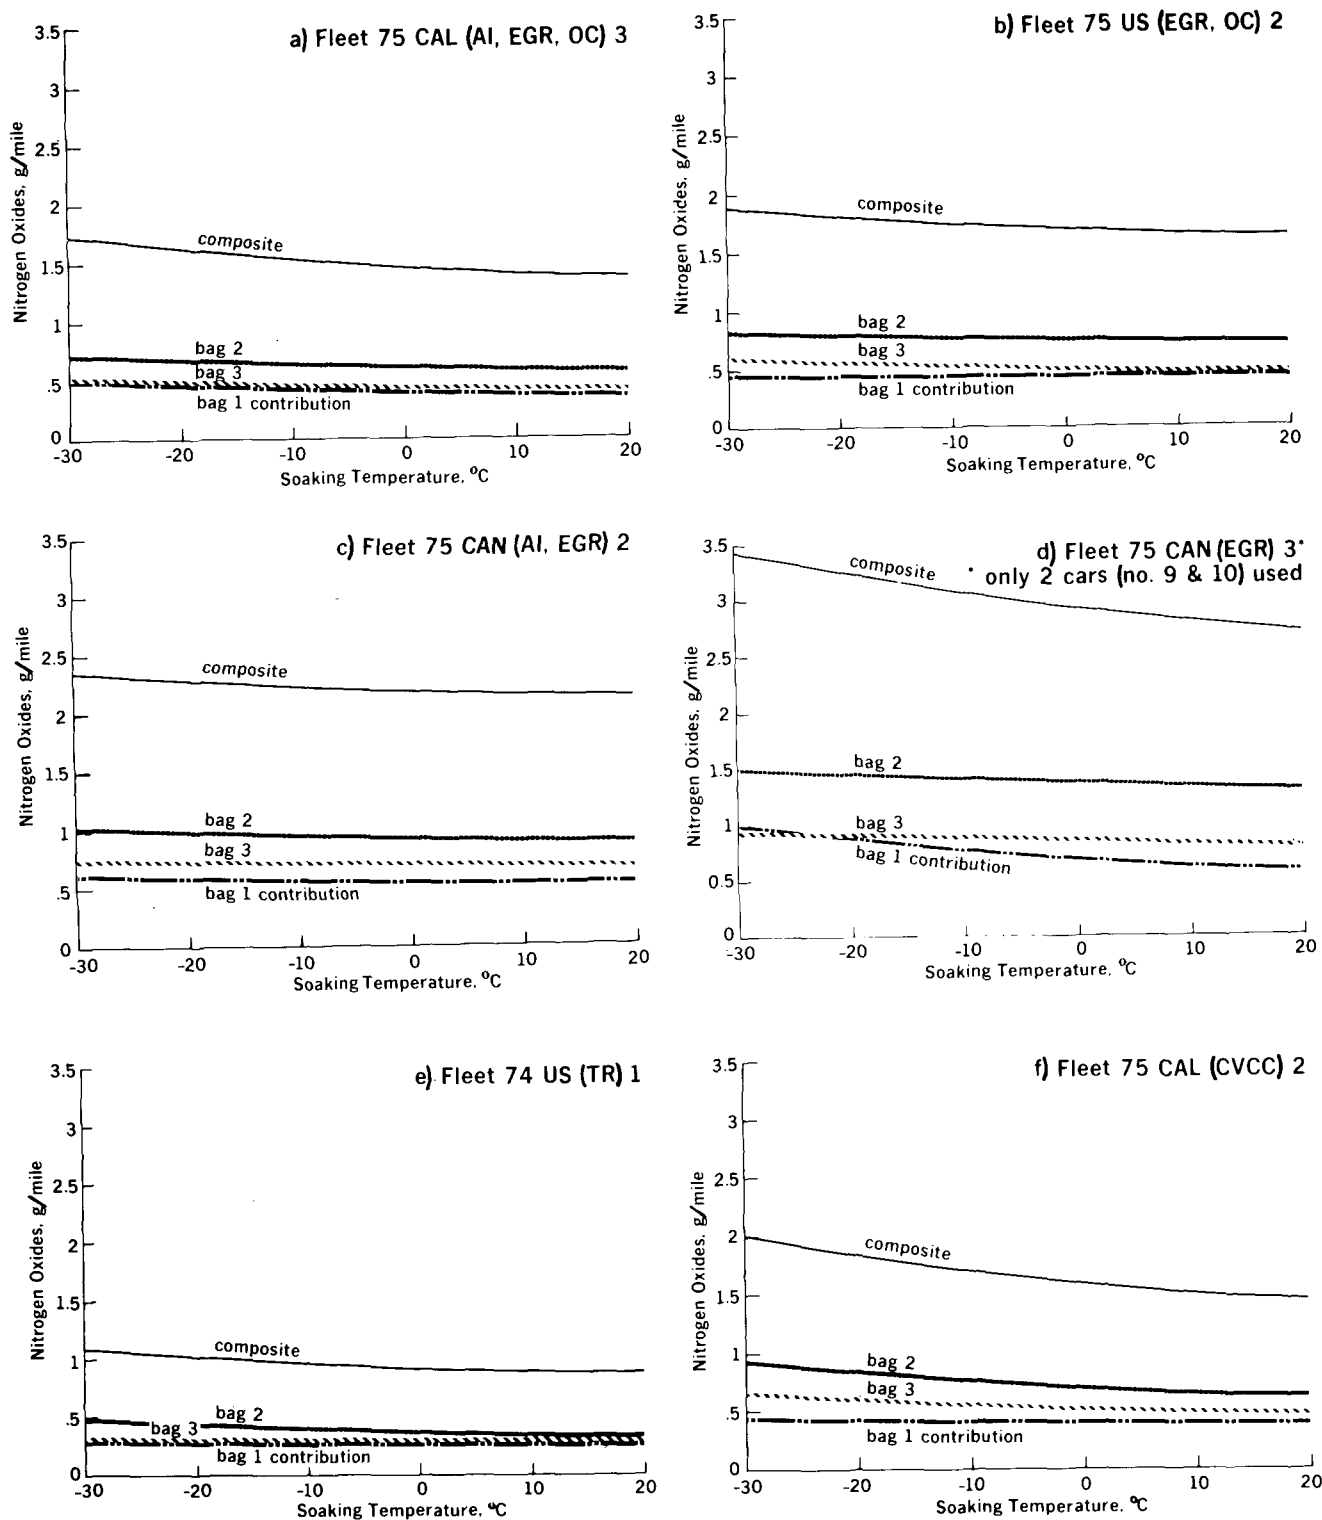 a) Fleet 75 CAL (AI, EGR, OC) 3
3.5
3
2.5
2
1.5
1
.5
0
Nitrogen Oxides, g/mile
composite
bag 2
bag 3
bag 1 contribution
-30 -20 -10 0 10 20
Soaking Temperature, °C
b) Fleet 75 US (EGR, OC) 2
3.5
3
2.5
2
1.5
1
.5
0
Nitrogen Oxides, g/mile
composite
bag 2
bag 3
bag 1 contribution
-30 -20 -10 0 10 20
Soaking Temperature, °C
c) Fleet 75 CAN (AI, EGR) 2
3.5
3
2.5
2
1.5
1
.5
0
Nitrogen Oxides, g/mile
composite
bag 2
bag 3
bag 1 contribution
-30 -20 -10 0 10 20
Soaking Temperature, °C
d) Fleet 75 CAN (EGR) 3*
* only 2 cars (no. 9 & 10) used
3.5
3
2.5
2
1.5
1
0.5
0
Nitrogen Oxides, g/mile
composite
bag 2
bag 3
bag 1 contribution
-30 -20 -10 0 10 20
Soaking Temperature, °C
e) Fleet 74 US (TR) 1
3.5
3
2.5
2
1.5
1
.5
0
Nitrogen Oxides, g/mile
composite
bag 2
bag 3
bag 1 contribution
-30 -20 -10 0 10 20
Soaking Temperature, °C
f) Fleet 75 CAL (CVCC) 2
3.5
3
2.5
2
1.5
1
.5
0
Nitrogen Oxides, g/mile
composite
bag 2
bag 3
bag 1 contribution
-30 -20 -10 0 10 20
Soaking Temperature, °C